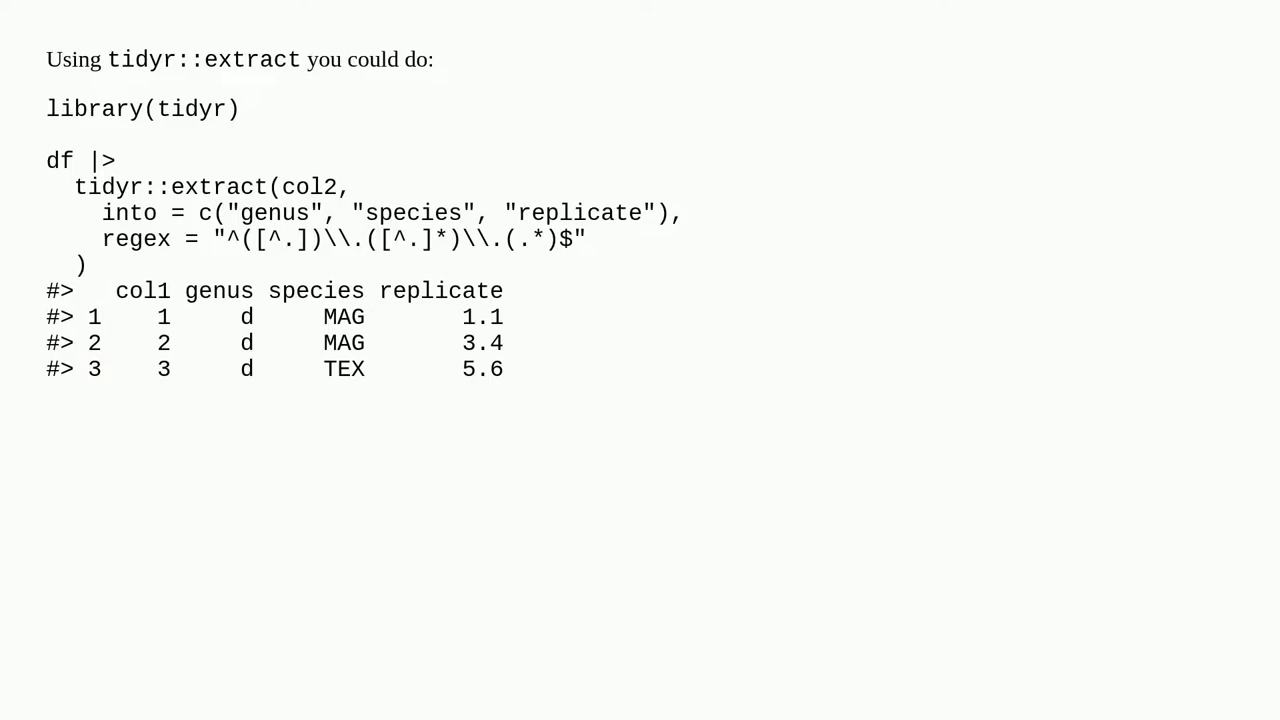 Using tidyr::extract you could do:
library(tidyr)
df |>
  tidyr::extract(col2,
    into = c("genus", "species", "replicate"),
    regex = "^([^.])\\.([^.]*)\\.(.*)$"
  )
#>   col1 genus species replicate
#> 1    1     d     MAG       1.1
#> 2    2     d     MAG       3.4
#> 3    3     d     TEX       5.6